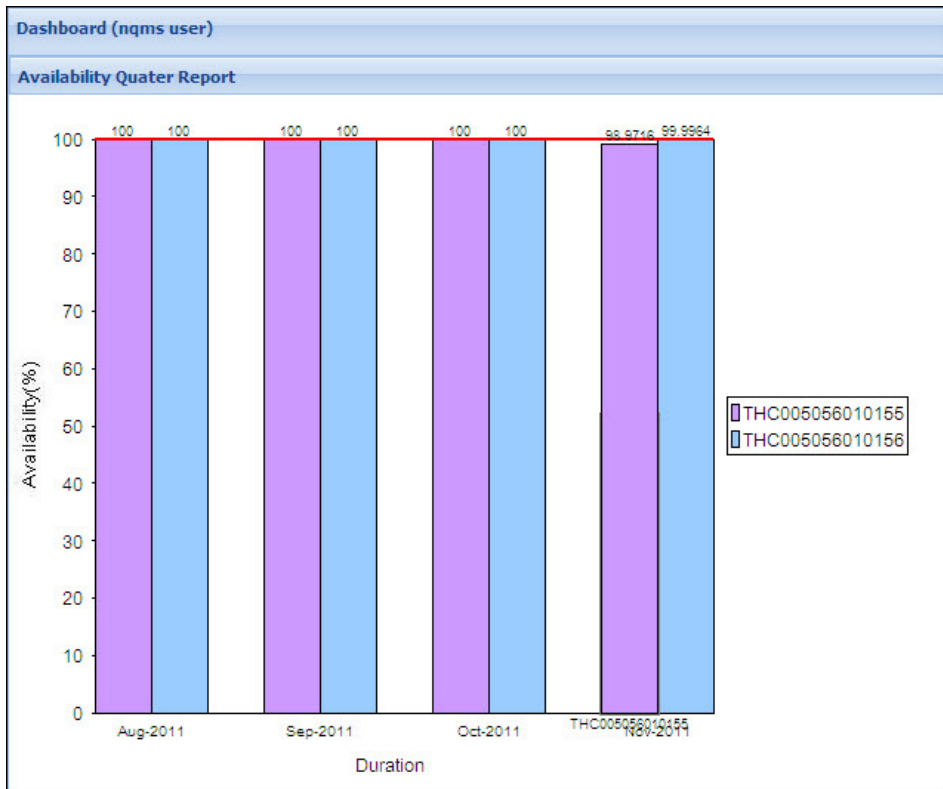 Dashboard (nqms user)
Availability Quater Report
100 100 100 100 100 100 98.9716 99.9964
100
90
80
70
60
50
40
30
20
10
0
Availability(%)
THC005056010155
THC005056010156
THC005056010155
Aug-2011 Sep-2011 Oct-2011 Nov-2011
Duration